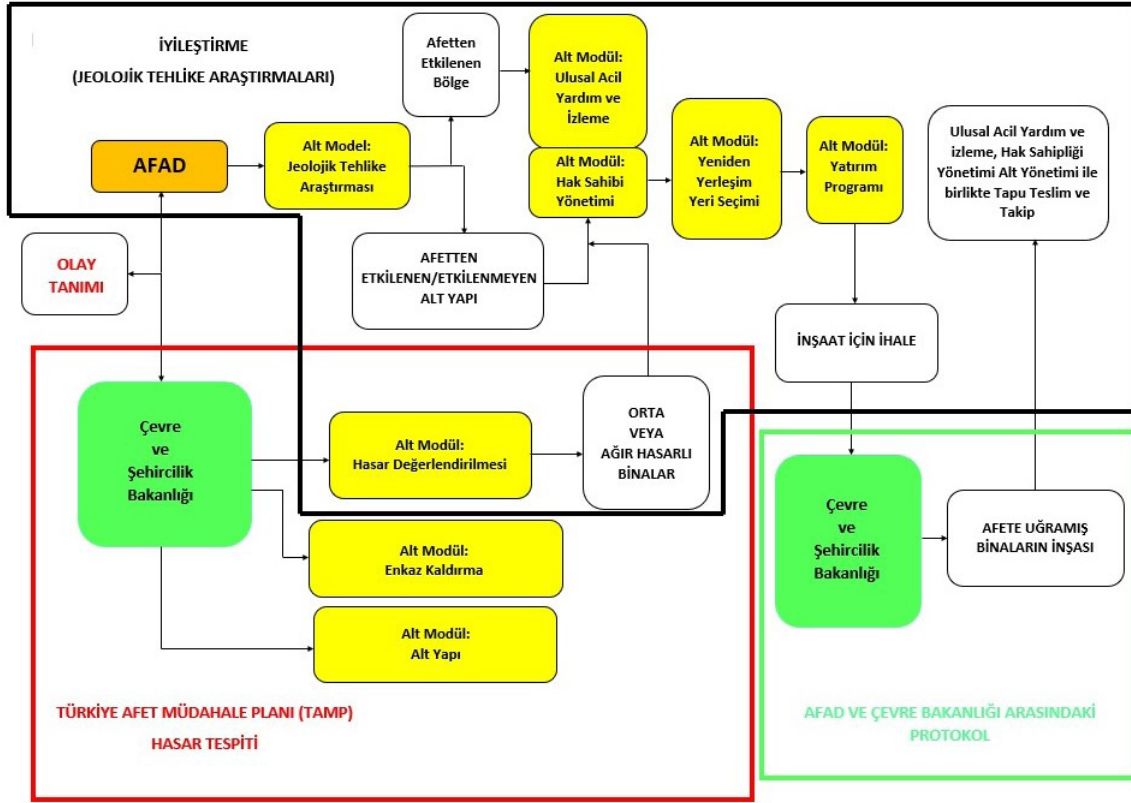 İYİLEŞTİRME
(JEOLOJİK TEHLİKE ARAŞTIRMALARI)
Afetten
Etkilenen
Bölge
Alt Modül:
Ulusal Acil
Yardım ve
İzleme
AFAD
Alt Model:
Jeolojik Tehlike
Araştırması
Alt Modül:
Hak Sahibi
Yönetimi
Alt Modül:
Yeniden
Yerleşim
Yeri Seçimi
Alt Modül:
Yatırım
Programı
Ulusal Acil Yardım ve
izleme, Hak Sahipliği
Yönetimi Alt Yönetimi ile
birlikte Tapu Teslim ve
Takip
OLAY
TANIMI
AFETTEN
ETKİLENEN/ETKİLENMEYEN
ALT YAPI
İNŞAAT İÇİN İHALE
Çevre
ve
Şehircilik
Bakanlığı
Alt Modül:
Hasar Değerlendirilmesi
ORTA
VEYA
AĞIR HASARLI
BİNALAR
Alt Modül:
Enkaz Kaldırma
Alt Modül:
Alt Yapı
TÜRKİYE AFET MÜDAHALE PLANI (TAMP)
HASAR TESPİTİ
Çevre
ve
Şehircilik
Bakanlığı
AFETE UĞRAMIŞ
BİNALARIN İNŞASI
AFAD VE ÇEVRE BAKANLIĞI ARASINDAKİ
PROTOKOL